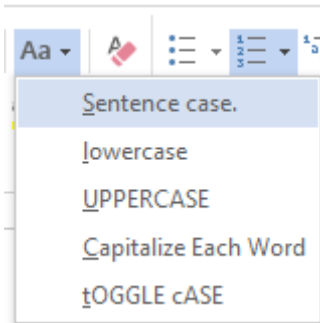 Aa
Sentence case.
lowercase
UPPERCASE
Capitalize Each Word
tOGGLE cASE